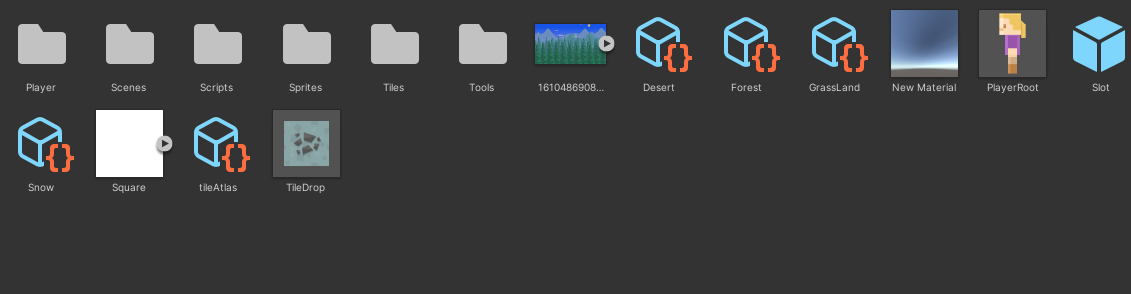 Player
Scenes
Scripts
Sprites
Tiles
Tools
1610486908...
Desert
Forest
GrassLand
New Material
PlayerRoot
Slot
Snow
Square
tileAtlas
TileDrop